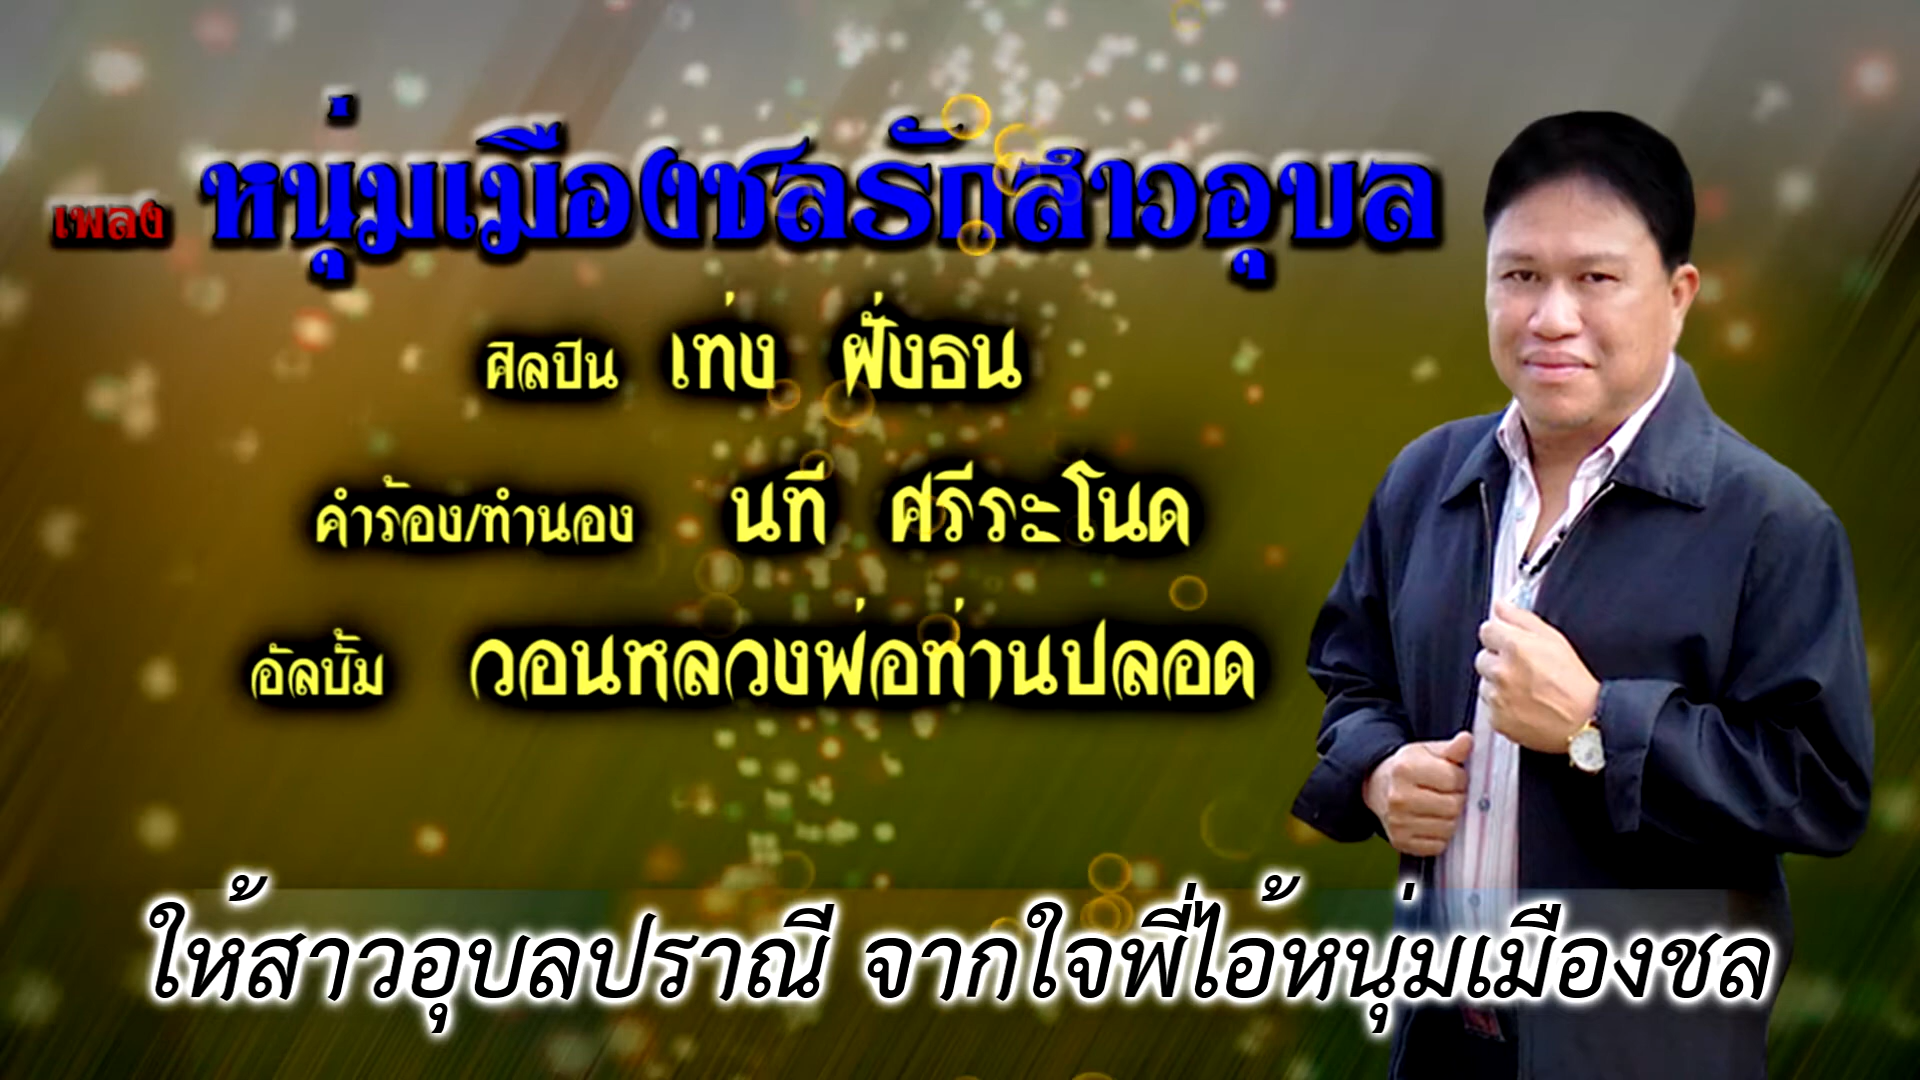 เพลง หนุ่มเมืองชลรักสาวอุบล
ศิลปิน เท่ง ฝั่งธน
คำร้อง/ทำนอง นที ศรีระโนด
อัลบั้ม วอนหลวงพ่อท่านปลอด
ให้สาวอุบลปราณี จากใจพี่ไอ้หนุ่มเมืองชล